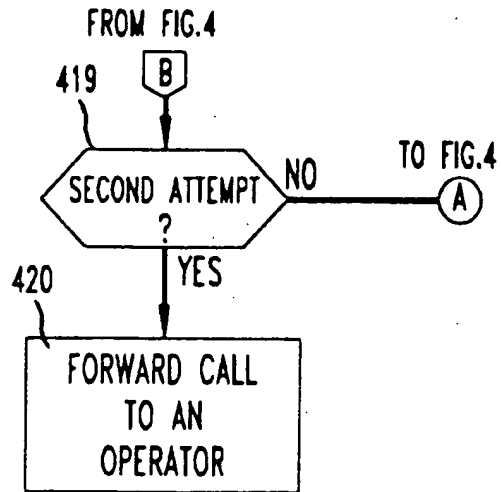 FROM FIG.4
B
419
SECOND ATTEMPT
?
NO
TO FIG.4
A
YES
420
FORWARD CALL
TO AN
OPERATOR